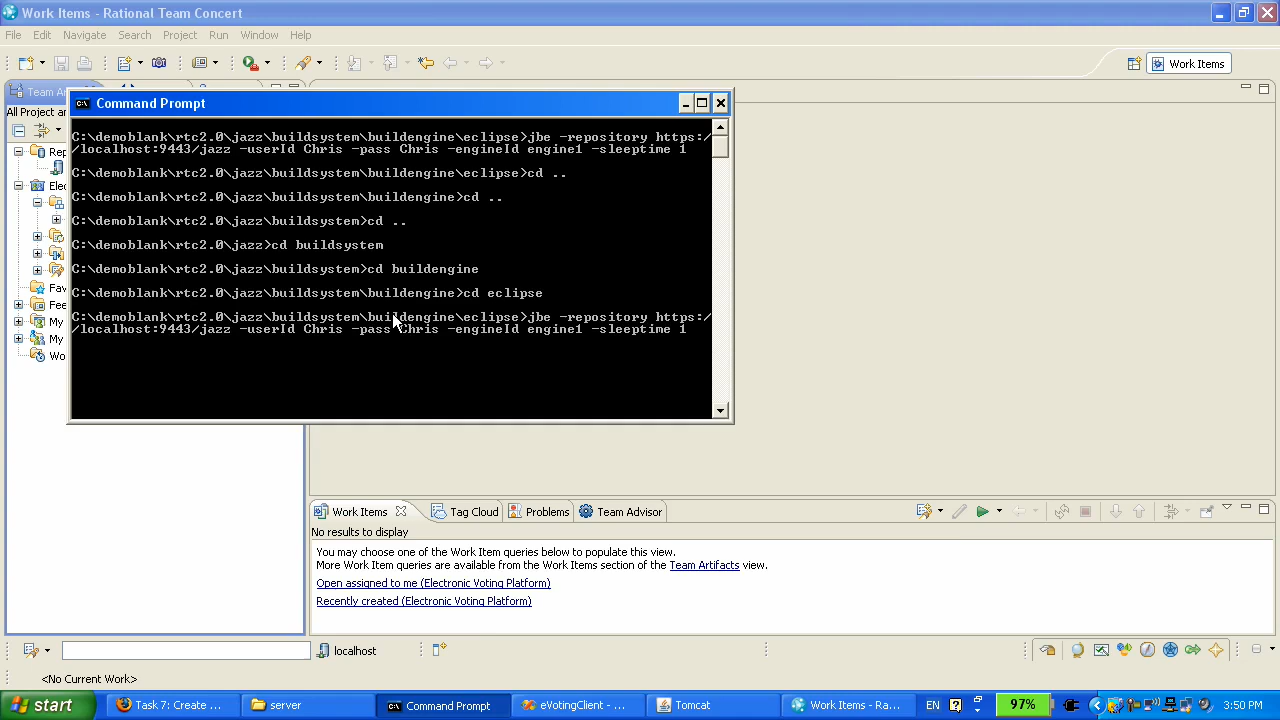 Work Items - Rational Team Concert
File Edit Navigate Search Project Run Window Help
Work Items
Team Ar
All Project ar
Rep
Elec
Fav
Fee
My
My
Wo
Command Prompt
C:\demoblank\rtc2.0\jazz\buildsystem\buildengine\eclipse>jbe -repository https:/
/localhost:9443/jazz -userId Chris -pass Chris -engineId engine1 -sleeptime 1
C:\demoblank\rtc2.0\jazz\buildsystem\buildengine\eclipse>cd ..
C:\demoblank\rtc2.0\jazz\buildsystem\buildengine>cd ..
C:\demoblank\rtc2.0\jazz\buildsystem>cd ..
C:\demoblank\rtc2.0\jazz>cd buildsystem
C:\demoblank\rtc2.0\jazz\buildsystem>cd buildengine
C:\demoblank\rtc2.0\jazz\buildsystem\buildengine>cd eclipse
C:\demoblank\rtc2.0\jazz\buildsystem\buildengine\eclipse>jbe -repository https:/
/localhost:9443/jazz -userId Chris -pass Chris -engineId engine1 -sleeptime 1
Work Items Tag Cloud Problems Team Advisor
No results to display
You may choose one of the Work Item queries below to populate this view.
More Work Item queries are available from the Work Items section of the Team Artifacts view.
Open assigned to me (Electronic Voting Platform)
Recently created (Electronic Voting Platform)
localhost
<No Current Work>
start Task 7: Create ... server Command Prompt eVotingClient - ... Tomcat Work Items - Ra... EN 97% 3:50 PM